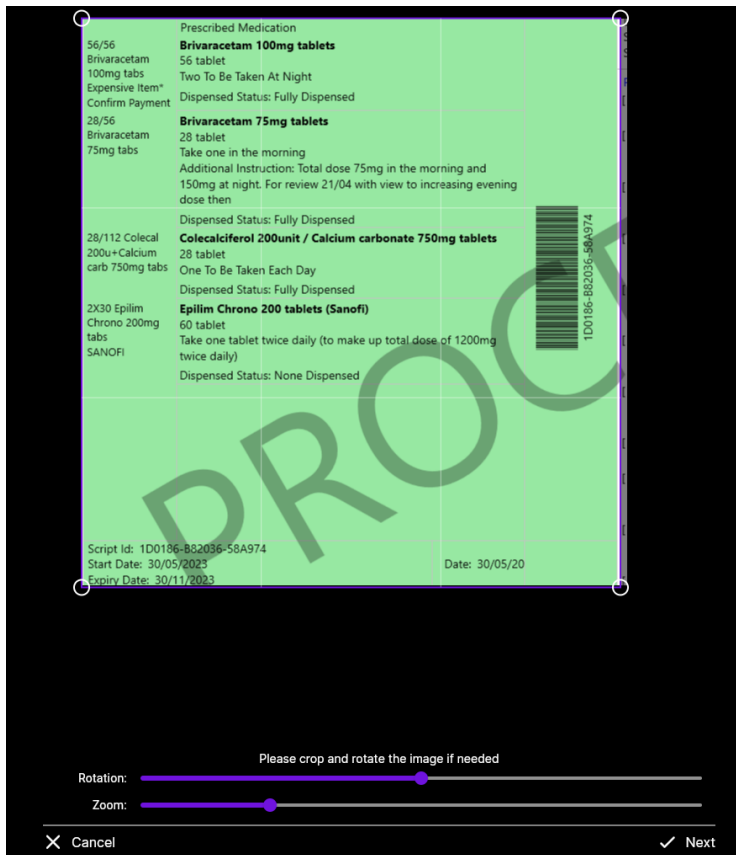 Prescribed Medication
56/56
Brivaracetam
100mg tabs
Expensive Item*
Confirm Payment
Brivaracetam 100mg tablets
56 tablet
Two To Be Taken At Night
Dispensed Status: Fully Dispensed
28/56
Brivaracetam
75mg tabs
Brivaracetam 75mg tablets
28 tablet
Take one in the morning
Additional Instruction: Total dose 75mg in the morning and
150mg at night. For review 21/04 with view to increasing evening
dose then
Dispensed Status: Fully Dispensed
28/112 Colecal
200u+Calcium
carb 750mg tabs
Colecalciferol 200unit / Calcium carbonate 750mg tablets
28 tablet
One To Be Taken Each Day
Dispensed Status: Fully Dispensed
2X30 Epilim
Chrono 200mg
tabs
SANOFI
Epilim Chrono 200 tablets (Sanofi)
60 tablet
Take one tablet twice daily (to make up total dose of 1200mg
twice daily)
Dispensed Status: None Dispensed
1D0186-B82036-58A974
PROC
Script Id: 1D0186-B82036-58A974
Start Date: 30/05/2023
Date: 30/05/20
Expiry Date: 30/11/2023
Please crop and rotate the image if needed
Rotation:
Zoom:
Cancel
Next